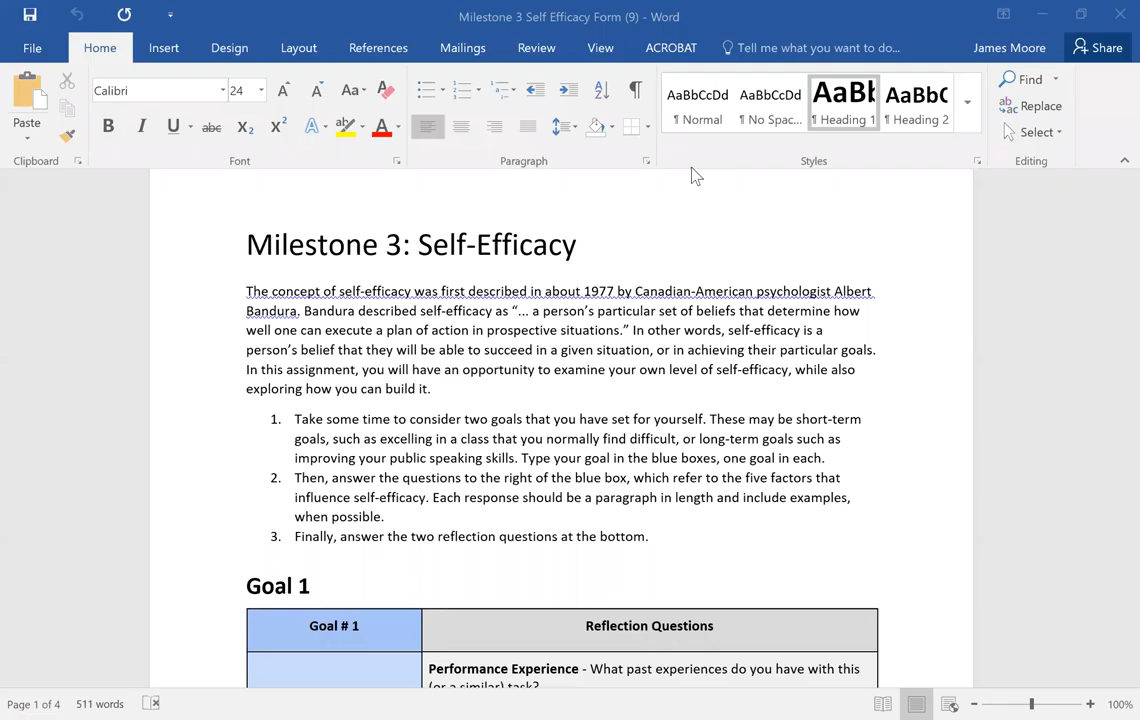 Milestone 3 Self Efficacy Form (9) - Word
File Home Insert Design Layout References Mailings Review View ACROBAT Tell me what you want to do... James Moore Share
Calibri 24 Aa
AaBbCcDd AaBbCcDd AaBb AaBbC
¶ Normal ¶ No Spac... ¶ Heading 1 ¶ Heading 2
Find
Replace
Select
Paste
B I U abc X2 X2 A ab A
Clipboard Font Paragraph Styles Editing
Milestone 3: Self-Efficacy
The concept of self-efficacy was first described in about 1977 by Canadian-American psychologist Albert
Bandura. Bandura described self-efficacy as “... a person’s particular set of beliefs that determine how
well one can execute a plan of action in prospective situations.” In other words, self-efficacy is a
person’s belief that they will be able to succeed in a given situation, or in achieving their particular goals.
In this assignment, you will have an opportunity to examine your own level of self-efficacy, while also
exploring how you can build it.
1. Take some time to consider two goals that you have set for yourself. These may be short-term
goals, such as excelling in a class that you normally find difficult, or long-term goals such as
improving your public speaking skills. Type your goal in the blue boxes, one goal in each.
2. Then, answer the questions to the right of the blue box, which refer to the five factors that
influence self-efficacy. Each response should be a paragraph in length and include examples,
when possible.
3. Finally, answer the two reflection questions at the bottom.
Goal 1
Goal # 1 Reflection Questions
Performance Experience - What past experiences do you have with this
(or a similar) task?
Page 1 of 4 511 words 100%